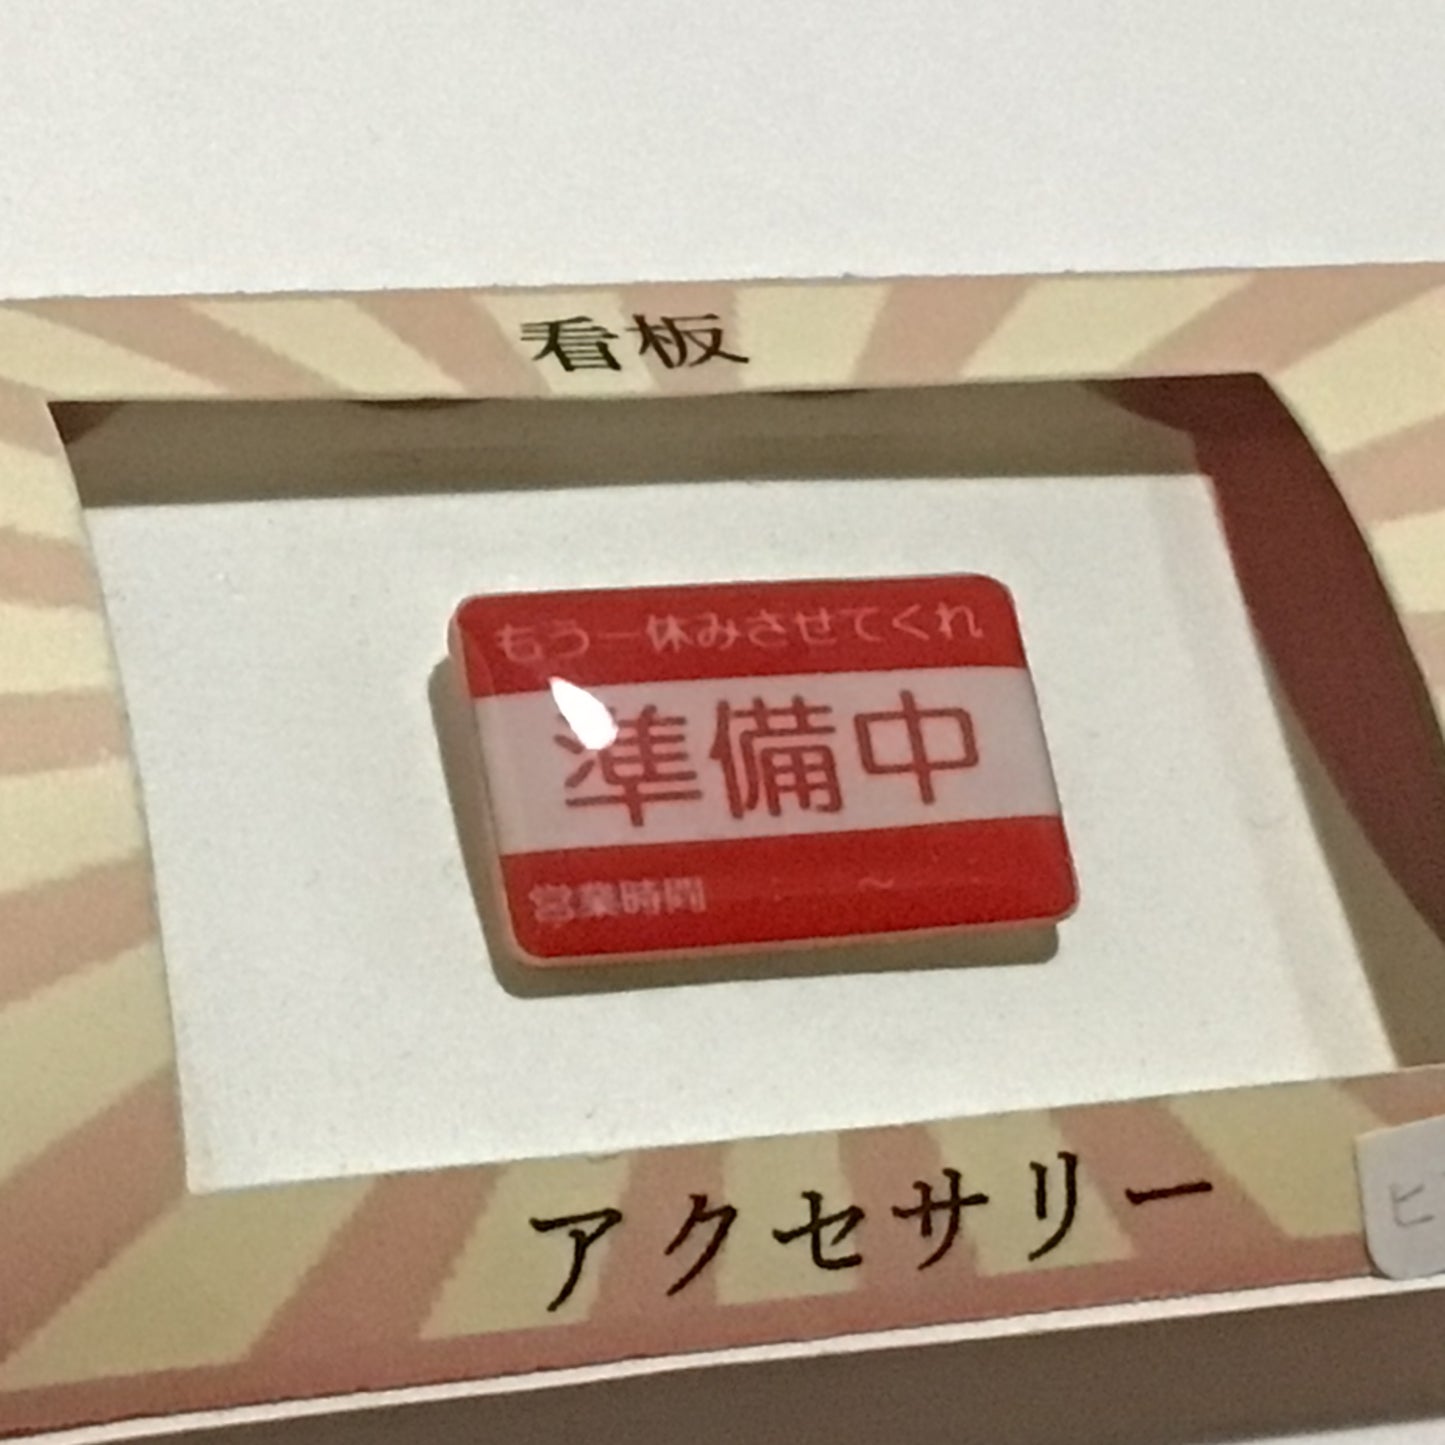 看板
もう一休みさせてくれ
準備中
営業時間 : ~ :
アクセサリー